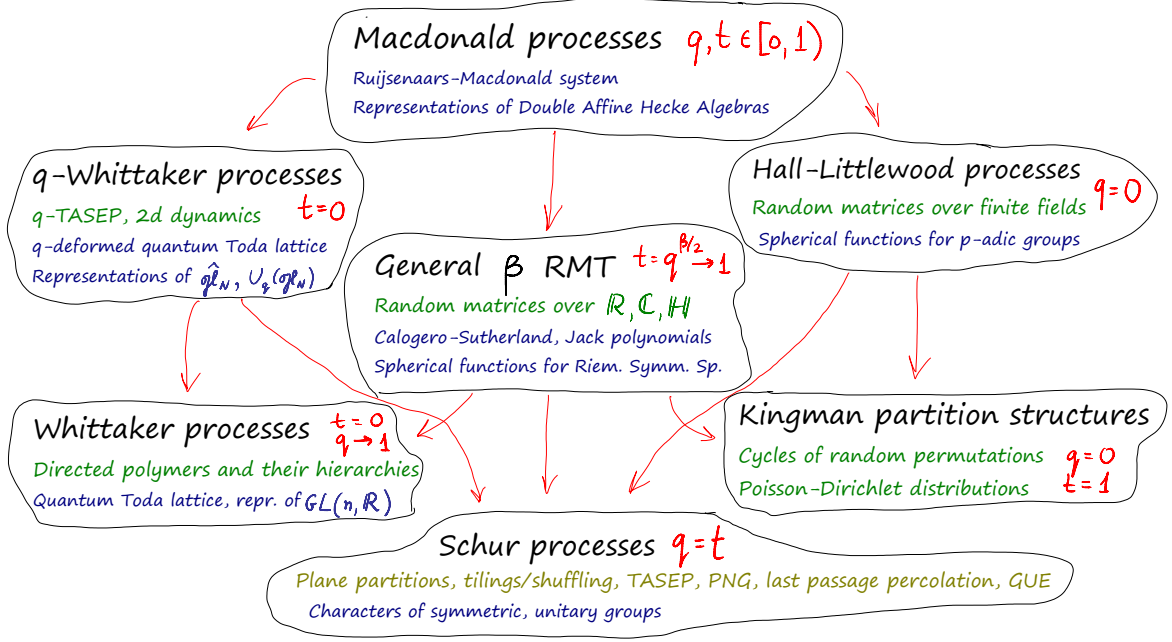 Macdonald processes q, t ∈ [0, 1)
Ruijsenaars-Macdonald system
Representations of Double Affine Hecke Algebras
q-Whittaker processes
q-TASEP, 2d dynamics t=0
q-deformed quantum Toda lattice
Representations of 𝔤𝔩̂_N, U_q(𝔤𝔩_N)
Hall-Littlewood processes
Random matrices over finite fields q=0
Spherical functions for p-adic groups
General β RMT t=q^{β/2}→1
Random matrices over ℝ, ℂ, ℍ
Calogero-Sutherland, Jack polynomials
Spherical functions for Riem. Symm. Sp.
Whittaker processes t=0
q→1
Directed polymers and their hierarchies
Quantum Toda lattice, repr. of GL(n, ℝ)
Kingman partition structures
Cycles of random permutations q=0
Poisson-Dirichlet distributions t=1
Schur processes q=t
Plane partitions, tilings/shuffling, TASEP, PNG, last passage percolation, GUE
Characters of symmetric, unitary groups